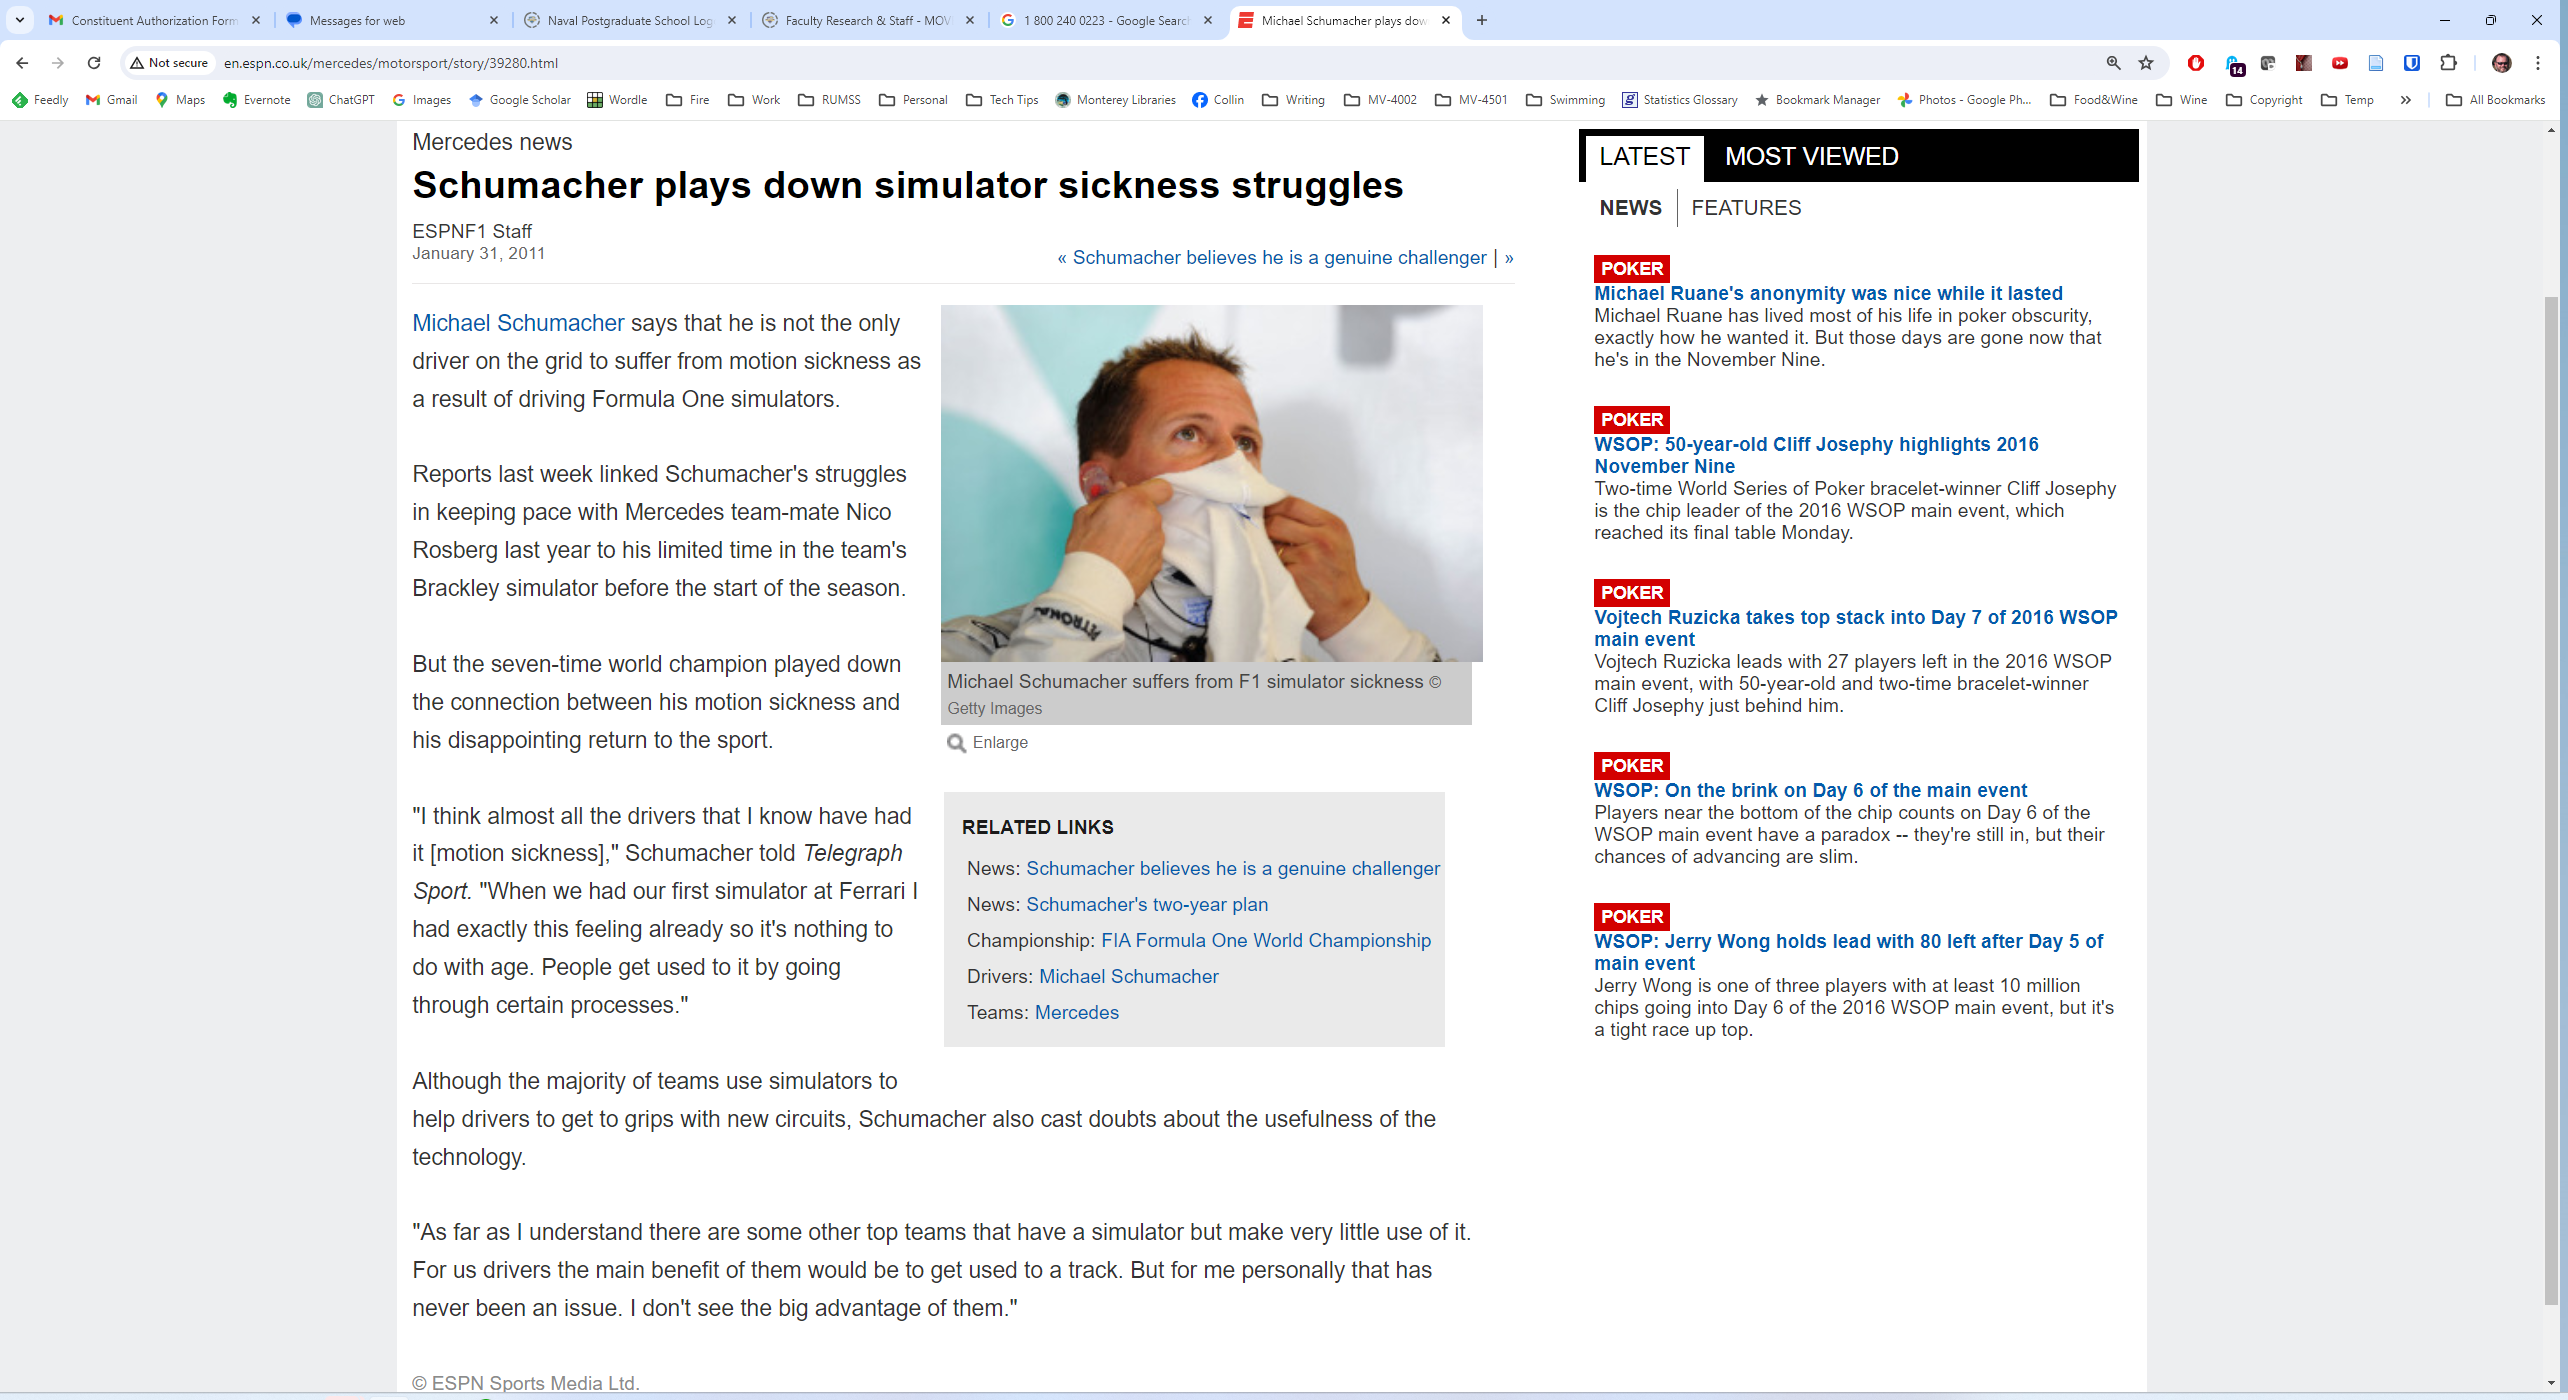 Constituent Authorization Form
Messages for web
Naval Postgraduate School Log
Faculty Research & Staff - MOV
1 800 240 0223 - Google Searc
Michael Schumacher plays dow
Not secure
en.espn.co.uk/mercedes/motorsport/story/39280.html
14
Feedly
Gmail
Maps
Evernote
ChatGPT
Images
Google Scholar
Wordle
Fire
Work
RUMSS
Personal
Tech Tips
Monterey Libraries
Collin
Writing
MV-4002
MV-4501
Swimming
Statistics Glossary
Bookmark Manager
Photos - Google Ph...
Food&Wine
Wine
Copyright
Temp
»
All Bookmarks
Mercedes news
Schumacher plays down simulator sickness struggles
ESPNF1 Staff
January 31, 2011
« Schumacher believes he is a genuine challenger | »
Michael Schumacher says that he is not the only
driver on the grid to suffer from motion sickness as
a result of driving Formula One simulators.
Reports last week linked Schumacher's struggles
in keeping pace with Mercedes team-mate Nico
Rosberg last year to his limited time in the team's
Brackley simulator before the start of the season.
But the seven-time world champion played down
the connection between his motion sickness and
his disappointing return to the sport.
"I think almost all the drivers that I know have had
it [motion sickness]," Schumacher told Telegraph
Sport. "When we had our first simulator at Ferrari I
had exactly this feeling already so it's nothing to
do with age. People get used to it by going
through certain processes."
Although the majority of teams use simulators to
help drivers to get to grips with new circuits, Schumacher also cast doubts about the usefulness of the
technology.
"As far as I understand there are some other top teams that have a simulator but make very little use of it.
For us drivers the main benefit of them would be to get used to a track. But for me personally that has
never been an issue. I don't see the big advantage of them."
© ESPN Sports Media Ltd.
PETRONAS
Michael Schumacher suffers from F1 simulator sickness ©
Getty Images
Enlarge
RELATED LINKS
News: Schumacher believes he is a genuine challenger
News: Schumacher's two-year plan
Championship: FIA Formula One World Championship
Drivers: Michael Schumacher
Teams: Mercedes
LATEST
MOST VIEWED
NEWS
FEATURES
POKER
Michael Ruane's anonymity was nice while it lasted
Michael Ruane has lived most of his life in poker obscurity,
exactly how he wanted it. But those days are gone now that
he's in the November Nine.
POKER
WSOP: 50-year-old Cliff Josephy highlights 2016
November Nine
Two-time World Series of Poker bracelet-winner Cliff Josephy
is the chip leader of the 2016 WSOP main event, which
reached its final table Monday.
POKER
Vojtech Ruzicka takes top stack into Day 7 of 2016 WSOP
main event
Vojtech Ruzicka leads with 27 players left in the 2016 WSOP
main event, with 50-year-old and two-time bracelet-winner
Cliff Josephy just behind him.
POKER
WSOP: On the brink on Day 6 of the main event
Players near the bottom of the chip counts on Day 6 of the
WSOP main event have a paradox -- they're still in, but their
chances of advancing are slim.
POKER
WSOP: Jerry Wong holds lead with 80 left after Day 5 of
main event
Jerry Wong is one of three players with at least 10 million
chips going into Day 6 of the 2016 WSOP main event, but it's
a tight race up top.